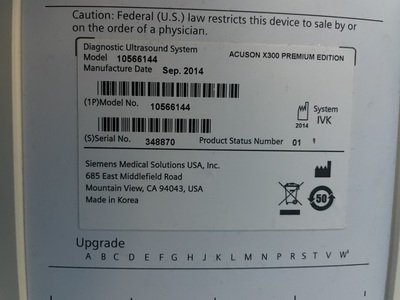 Caution: Federal (U.S.) law restricts this device to sale by or
on the order of a physician.
Diagnostic Ultrasound System
ACUSON X300 PREMIUM EDITION
Model 10566144
Manufacture Date Sep. 2014
(1P)Model No. 10566144
2014
System
IVK
(S)Serial No. 348870
Product Status Number 01
Siemens Medical Solutions USA, Inc.
685 East Middlefield Road
Mountain View, CA 94043, USA
Made in Korea
50
Upgrade
A B C D E F G H J K L M N P R S T V W